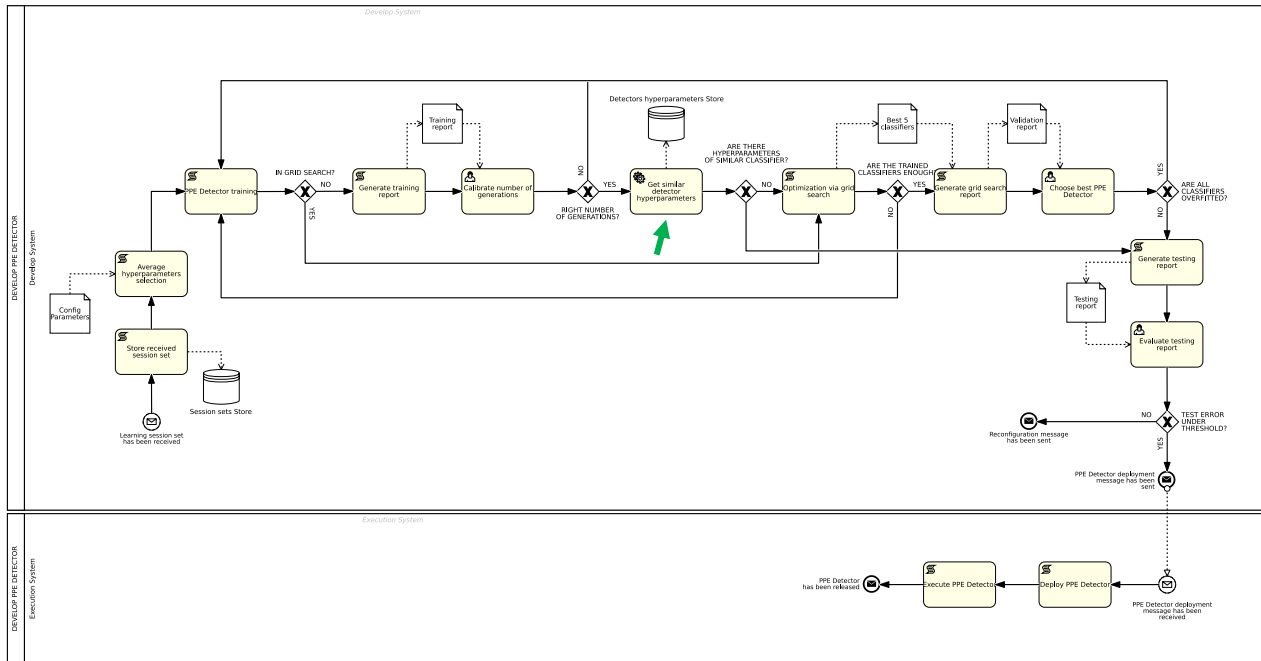 Develop System
DEVELOP PPE DETECTOR
Develop System
Detectors hyperparameters Store
Training
report
Best 5
classifiers
Validation
report
ARE THERE
HYPERPARAMETERS
OF SIMILAR CLASSIFIER?
ARE THE TRAINED
CLASSIFIERS ENOUGH
IN GRID SEARCH?
NO
YES
PPE Detector training
NO
YES
Generate training
report
Calibrate number of
generations
YES
RIGHT NUMBER
OF GENERATIONS?
Get similar
detector
hyperparameters
NO
Optimization via grid
search
YES
NO
Generate grid search
report
Choose best PPE
Detector
ARE ALL
CLASSIFIERS
OVERFITTED?
NO
Average
hyperparameters
selection
Generate testing
report
Config
Parameters
Testing
report
Store received
session set
Evaluate testing
report
Session sets Store
Learning session set
has been received
NO
TEST ERROR
UNDER
THRESHOLD?
YES
Reconfiguration message
has been sent
PPE Detector deployment
message has been
sent
Execution System
DEVELOP PPE DETECTOR
Execution System
PPE Detector
has been released
Execute PPE Detector
Deploy PPE Detector
PPE Detector deployment
message has been
received